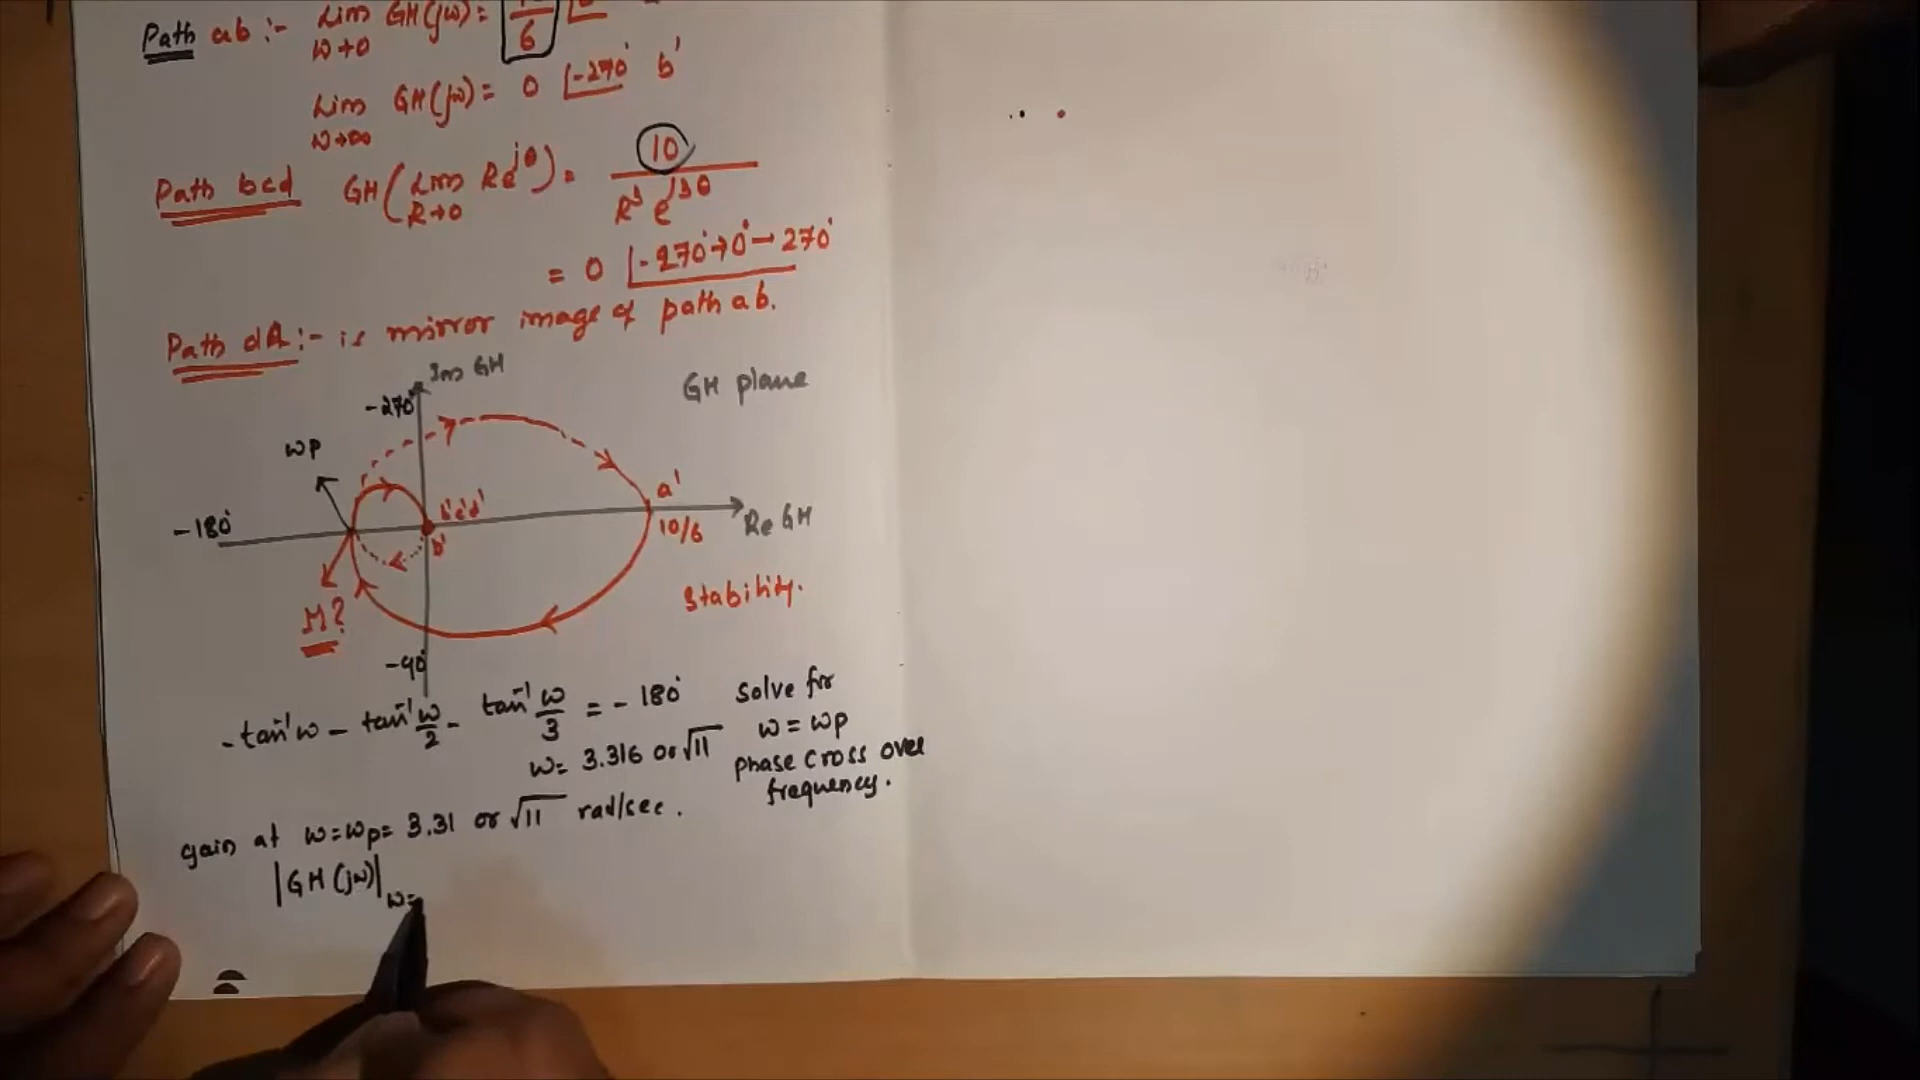 Path ab :- Lim GH(jω) =
ω→0 6
Lim GH(jω) = 0 ∠-270° b'
ω→∞
Path bcd GH(Lim Re^jθ) = 10
R→0 R³ e^j3θ
= 0 ∠-270°→0°→270°
Path dA :- is mirror image of path ab.
Im GH
GH plane
-270°
ωp
a'
b'c'd'
-180°
Re GH
10/6
b'
Stability.
M?
-90°
- tan⁻¹ω - tan⁻¹ω/2 - tan⁻¹ω/3 = - 180° solve for
ω = ωp
ω = 3.316 or √11
phase cross over
frequency.
gain at ω = ωp = 3.31 or √11 rad/sec.
|GH (jω)| ω=